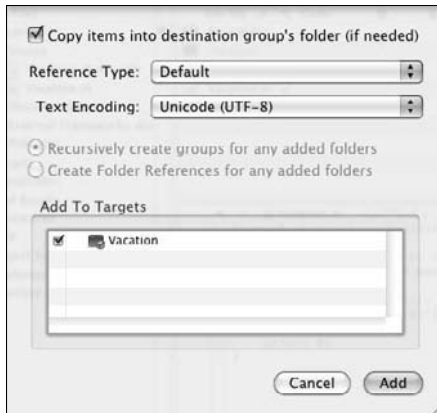 Copy items into destination group's folder (if needed)
Reference Type: Default
Text Encoding: Unicode (UTF-8)
Recursively create groups for any added folders
Create Folder References for any added folders
Add To Targets
Vacation
Cancel Add